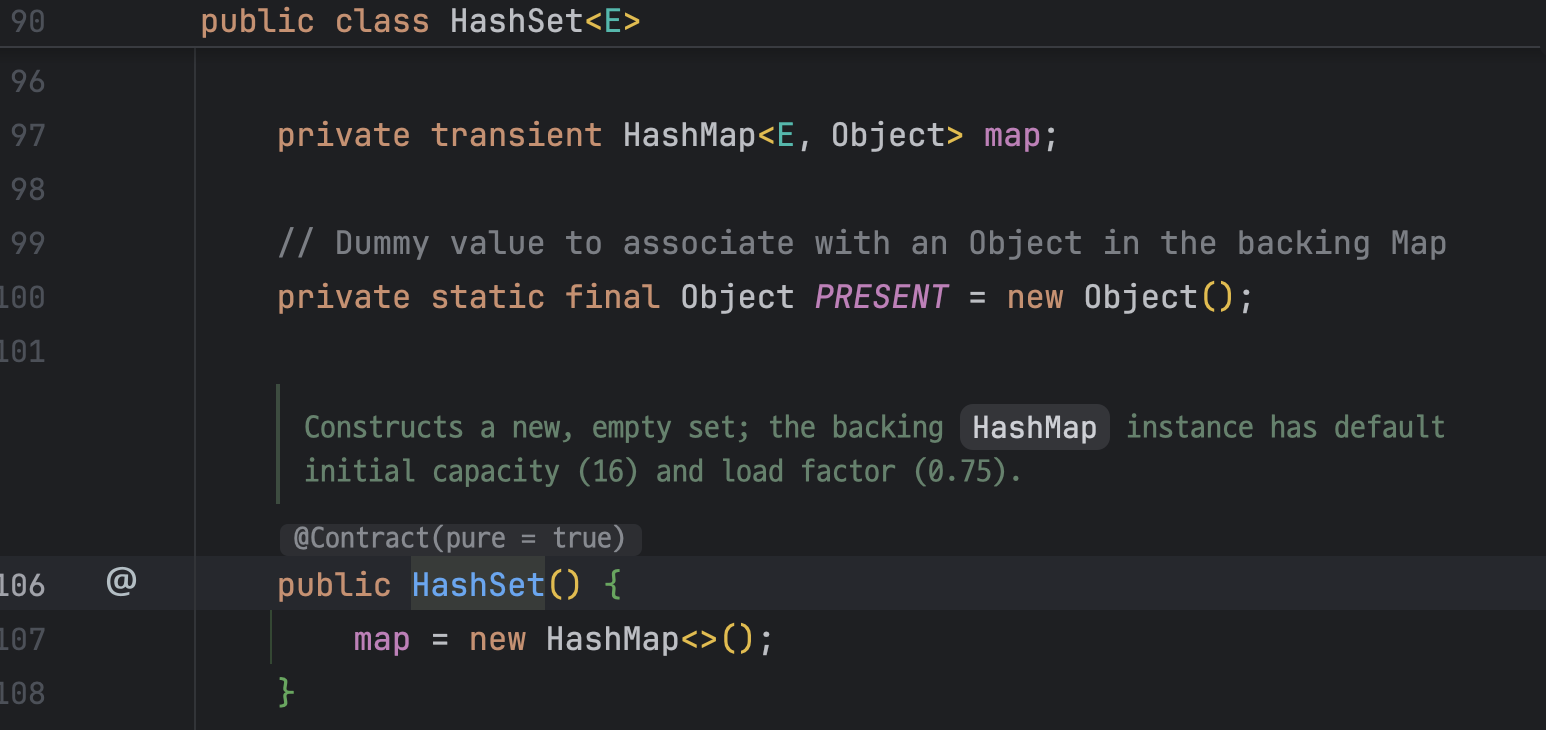 90 public class HashSet<E>
96
97 private transient HashMap<E, Object> map;
98
99 // Dummy value to associate with an Object in the backing Map
100 private static final Object PRESENT = new Object();
101
Constructs a new, empty set; the backing HashMap instance has default
initial capacity (16) and load factor (0.75).
@Contract(pure = true)
106 @ public HashSet() {
107 map = new HashMap<>();
108 }